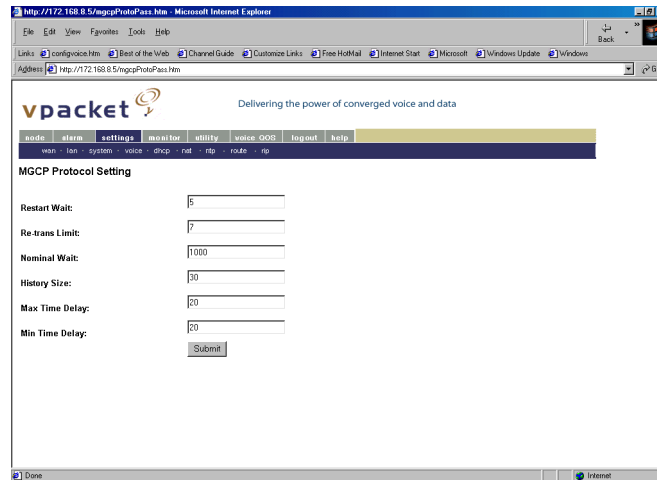 http://172.168.8.5/mgcpProtoPass.htm - Microsoft Internet Explorer
File Edit View Favorites Tools Help
Back
Links configvoice.htm Best of the Web Channel Guide Customize Links Free HotMail Internet Start Microsoft Windows Update Windows
Address http://172.168.8.5/mgcpProtoPass.htm
vpacket
Delivering the power of converged voice and data
node alarm settings monitor utility voice QOS logout help
wan - lan - system - voice - dhcp - nat - ntp - route - rip
MGCP Protocol Setting
Restart Wait: 5
Re-trans Limit: 7
Nominal Wait: 1000
History Size: 30
Max Time Delay: 20
Min Time Delay: 20
Submit
Done Internet